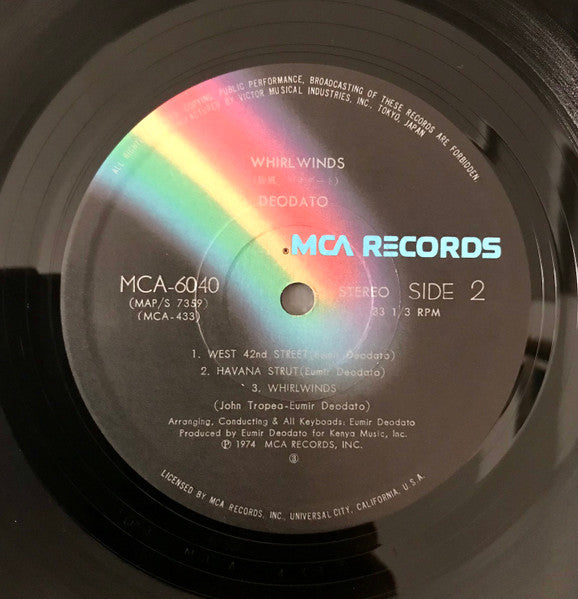 ALL RIGHTS
COPYING, PUBLIC PERFORMANCE, BROADCASTING OF THESE RECORDS ARE FORBIDDEN.
BY VICTOR MUSICAL INDUSTRIES, INC. TOKYO, JAPAN
WHIRLWINDS
DEODATO
MCA RECORDS
MCA-6040
(MAP/S 7359)
(MCA-433)
STEREO SIDE 2
33 1/3 RPM
1. WEST 42nd STREET(Eumir Deodato)
2. HAVANA STRUT(Eumir Deodato)
3. WHIRLWINDS
(John Tropea-Eumir Deodato)
Arranging, Conducting & All Keyboads: Eumir Deodato
Produced by Eumir Deodato for Kenya Music, Inc.
Ⓟ 1974 MCA RECORDS, INC.
③
LICENSED BY MCA RECORDS, INC. UNIVERSAL CITY, CALIFORNIA, U.S.A.